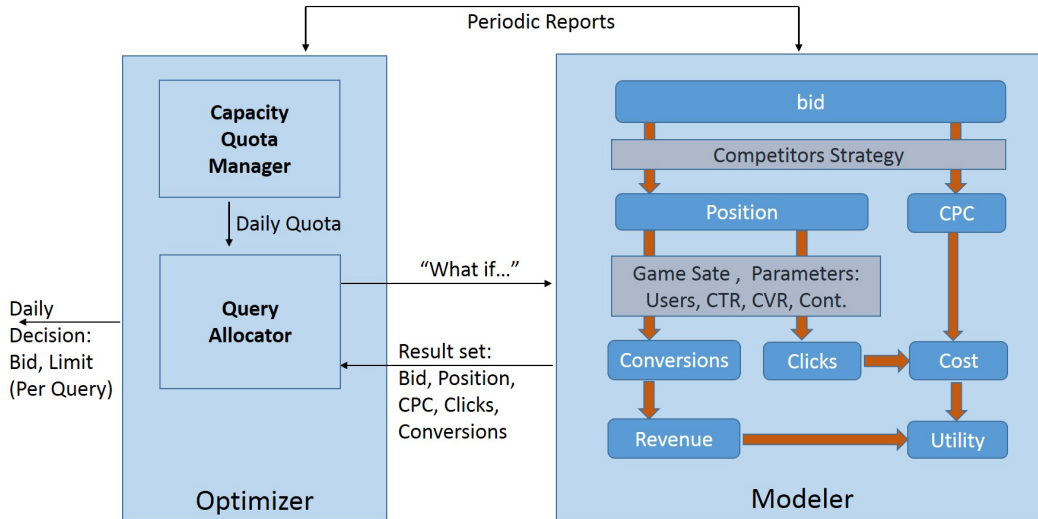 Periodic Reports
Capacity
Quota
Manager
Daily Quota
Query
Allocator
Daily
Decision:
Bid, Limit
(Per Query)
Optimizer
“What if...”
Result set:
Bid, Position,
CPC, Clicks,
Conversions
bid
Competitors Strategy
Position
CPC
Game Sate , Parameters:
Users, CTR, CVR, Cont.
Conversions
Clicks
Cost
Revenue
Utility
Modeler